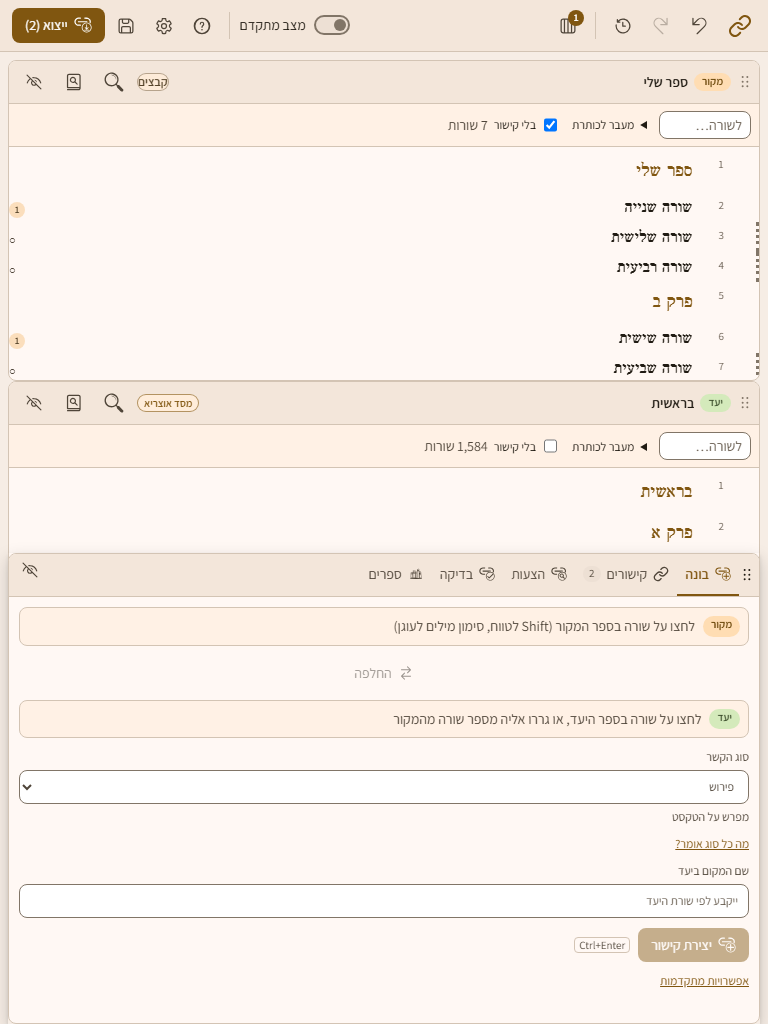 1
מצב מתקדם
ייצוא (2)
מקור ספר שלי קבצים
לשורה... מעבר לכותרת בלי קישור 7 שורות
1 ספר שלי
2 שורה שנייה 1
3 שורה שלישית
4 שורה רביעית
5 פרק ב
6 שורה שישית 1
7 שורה שביעית
יעד בראשית מסד אוצריא
לשורה... מעבר לכותרת בלי קישור 1,584 שורות
1 בראשית
2 פרק א
בונה קישורים 2 הצעות בדיקה ספרים
מקור לחצו על שורה בספר המקור (Shift לטווח, סימון מילים לעוגן)
החלפה
יעד לחצו על שורה בספר היעד, או גררו אליה מספר שורה מהמקור
סוג הקשר
פירוש
מפרש על הטקסט
מה כל סוג אומר?
שם המקום ביעד
ייקבע לפי שורת היעד
יצירת קישור Ctrl+Enter
אפשרויות מתקדמות